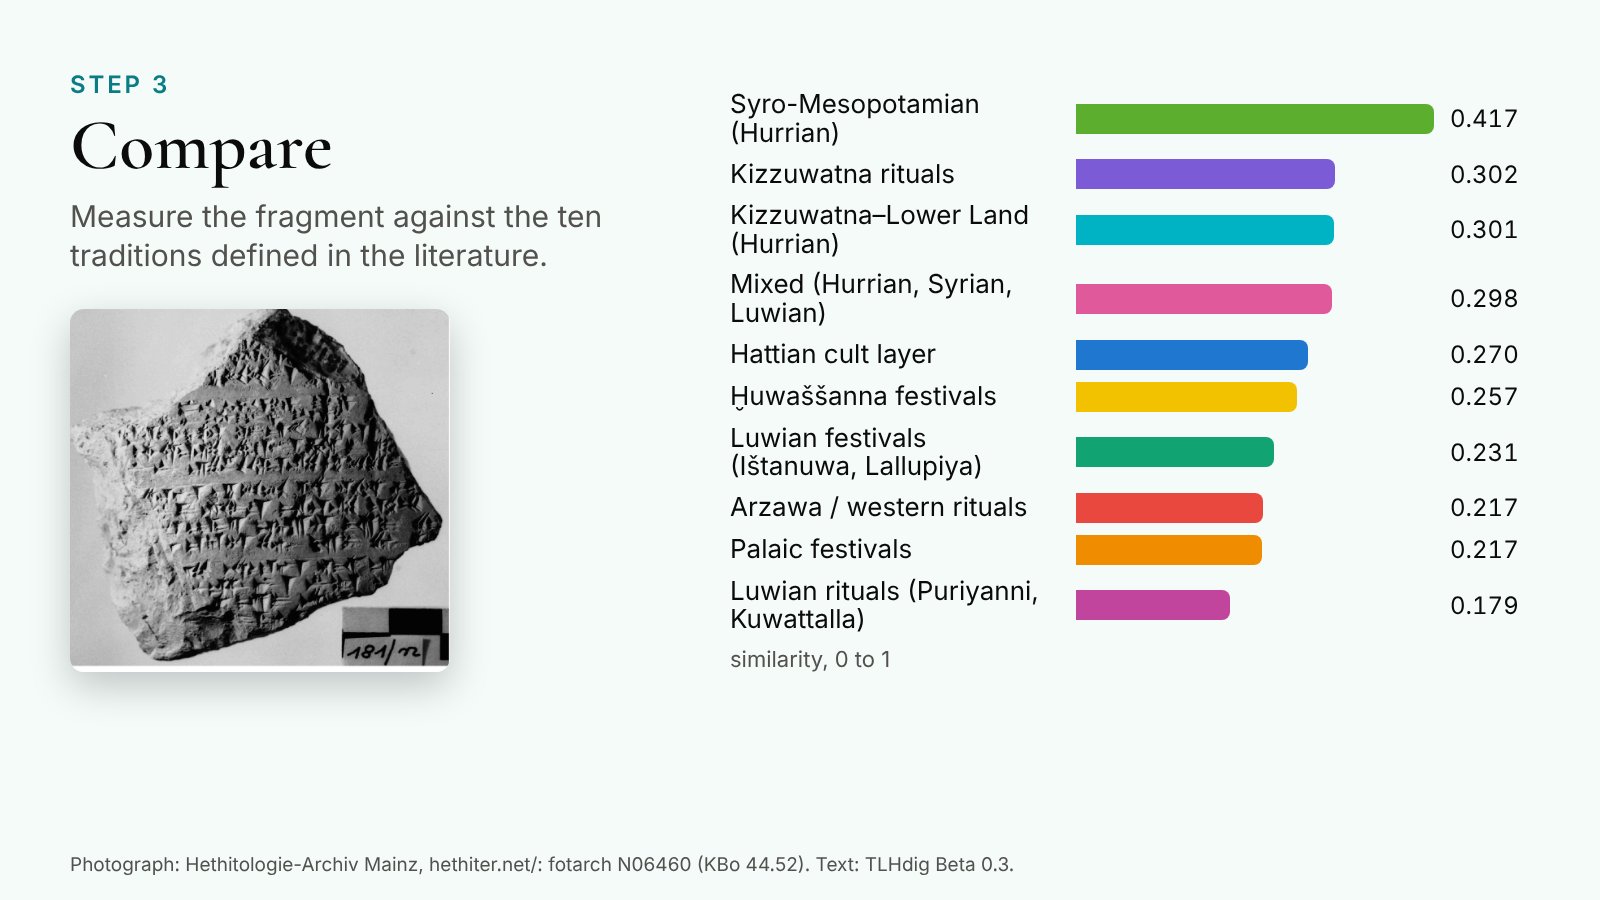 STEP 3
Compare
Measure the fragment against the ten
traditions defined in the literature.
181/n
Syro-Mesopotamian
(Hurrian)
0.417
Kizzuwatna rituals
0.302
Kizzuwatna–Lower Land
(Hurrian)
0.301
Mixed (Hurrian, Syrian,
Luwian)
0.298
Hattian cult layer
0.270
Ḫuwaššanna festivals
0.257
Luwian festivals
(Ištanuwa, Lallupiya)
0.231
Arzawa / western rituals
0.217
Palaic festivals
0.217
Luwian rituals (Puriyanni,
Kuwattalla)
0.179
similarity, 0 to 1
Photograph: Hethitologie-Archiv Mainz, hethiter.net/: fotarch N06460 (KBo 44.52). Text: TLHdig Beta 0.3.